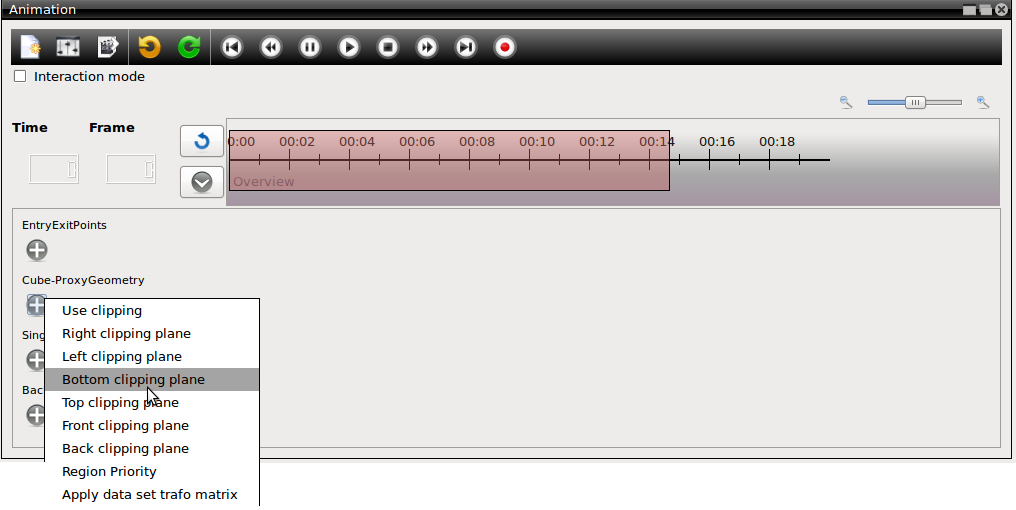 Animation
Interaction mode
Time Frame
0:00 00:02 00:04 00:06 00:08 00:10 00:12 00:14 00:16 00:18
Overview
EntryExitPoints
Cube-ProxyGeometry
Use clipping
Right clipping plane
Sing
Left clipping plane
Bottom clipping plane
Bac
Top clipping plane
Front clipping plane
Back clipping plane
Region Priority
Apply data set trafo matrix